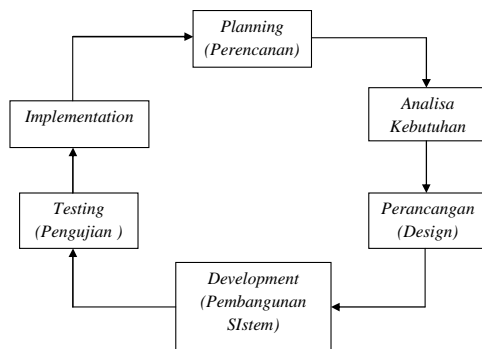 Planning
(Perencanan)
Analisa
Kebutuhan
Perancangan
(Design)
Development
(Pembangunan
SIstem)
Testing
(Pengujian )
Implementation